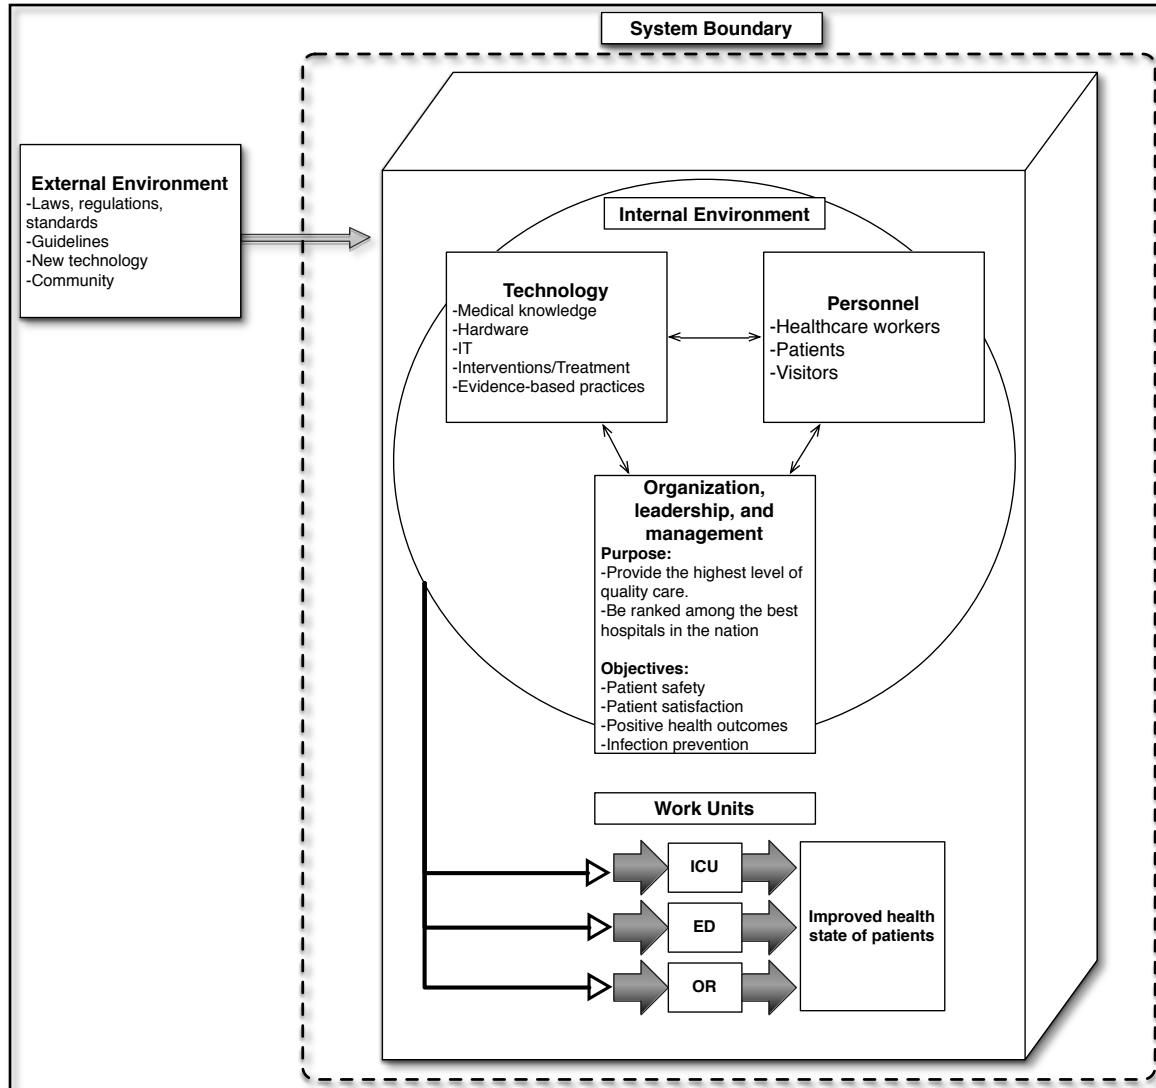 System Boundary
External Environment
-Laws, regulations,
standards
-Guidelines
-New technology
-Community
Internal Environment
Technology
-Medical knowledge
-Hardware
-IT
-Interventions/Treatment
-Evidence-based practices
Personnel
-Healthcare workers
-Patients
-Visitors
Organization,
leadership, and
management
Purpose:
-Provide the highest level of
quality care.
-Be ranked among the best
hospitals in the nation
Objectives:
-Patient safety
-Patient satisfaction
-Positive health outcomes
-Infection prevention
Work Units
ICU
ED
OR
Improved health
state of patients